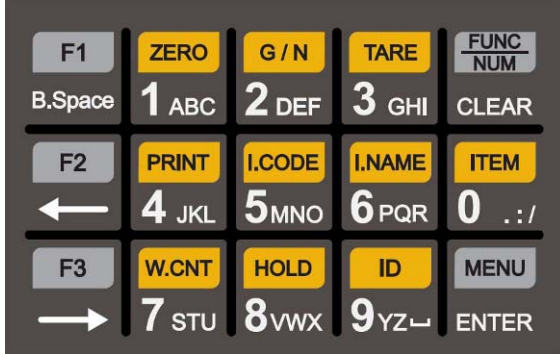 F1 ZERO G / N TARE FUNC
NUM
B.Space 1 ABC 2 DEF 3 GHI CLEAR
F2 PRINT I.CODE I.NAME ITEM
4 JKL 5 MNO 6 PQR 0 . : /
F3 W.CNT HOLD ID MENU
7 STU 8 VWX 9 YZ⎵ ENTER